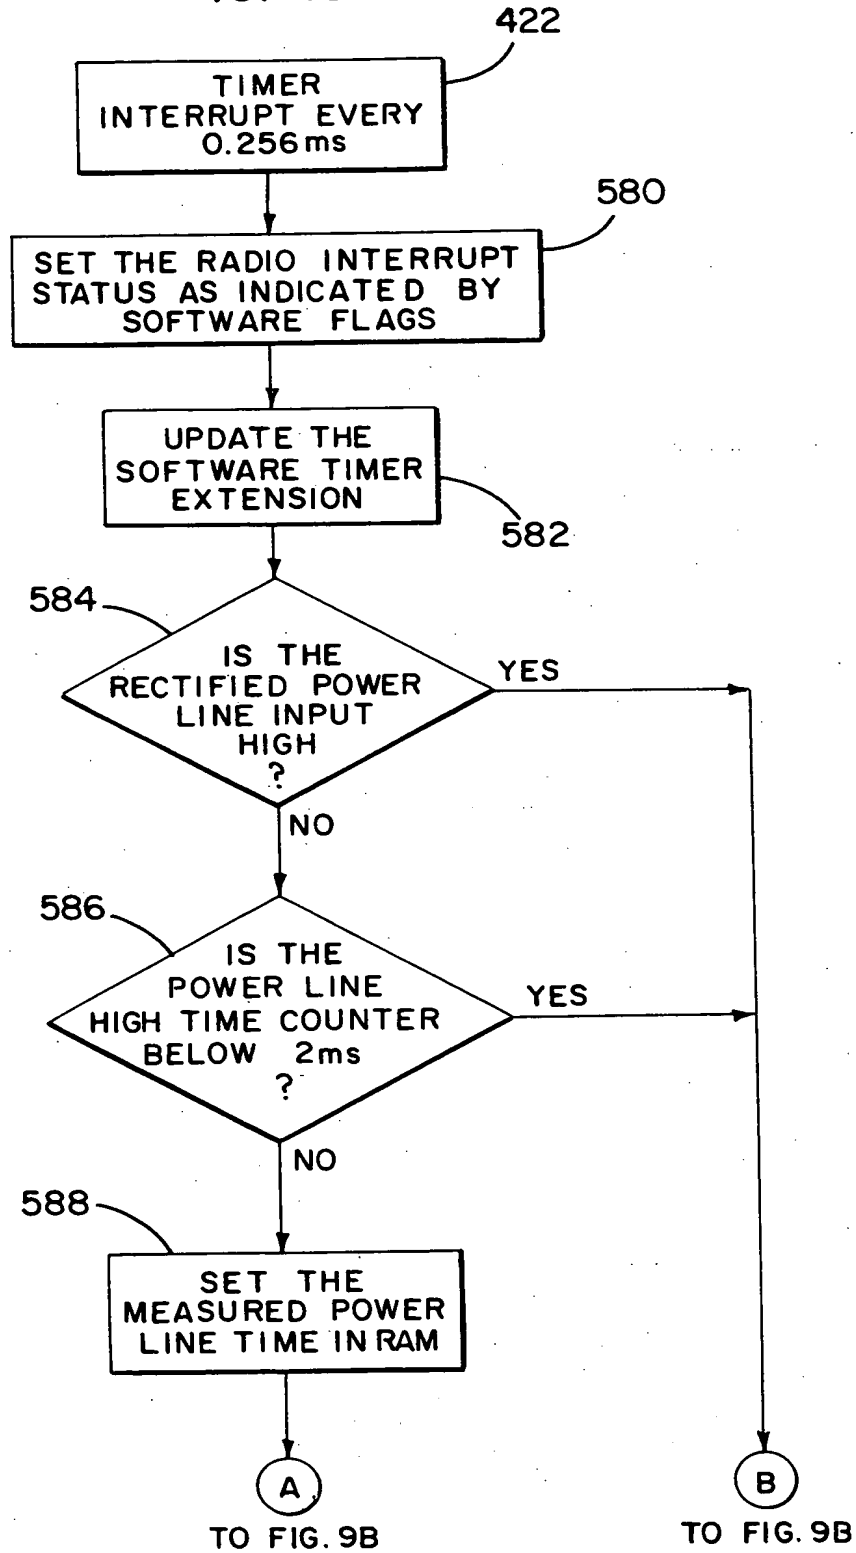 422
TIMER
INTERRUPT EVERY
0.256ms
580
SET THE RADIO INTERRUPT
STATUS AS INDICATED BY
SOFTWARE FLAGS
UPDATE THE
SOFTWARE TIMER
EXTENSION
582
584
IS THE
RECTIFIED POWER
LINE INPUT
HIGH
?
YES
NO
586
IS THE
POWER LINE
HIGH TIME COUNTER
BELOW 2ms
?
YES
NO
588
SET THE
MEASURED POWER
LINE TIME IN RAM
A
TO FIG. 9B
B
TO FIG. 9B